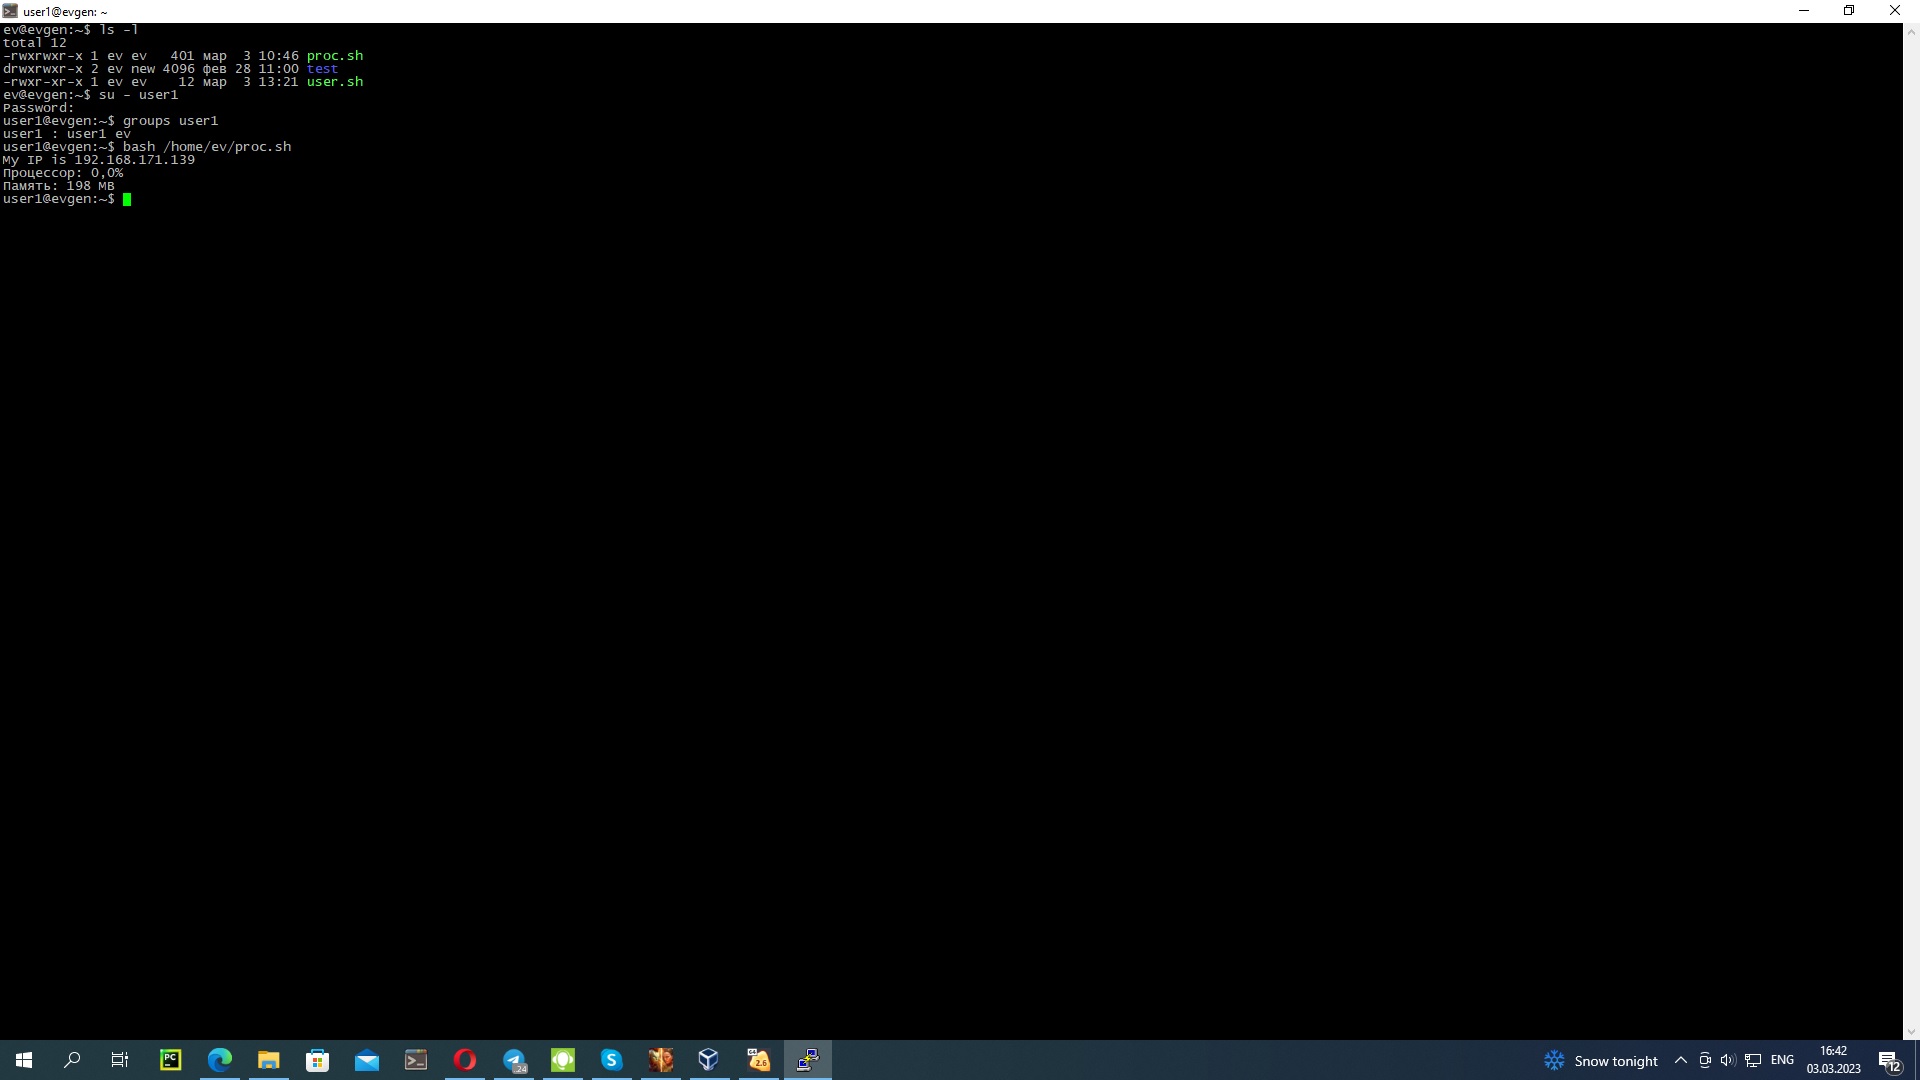 user1@evgen: ~
ev@evgen:~$ ls -l
total 12
-rwxrwxr-x 1 ev ev   401 мар  3 10:46 proc.sh
drwxrwxr-x 2 ev new 4096 фев 28 11:00 test
-rwxr-xr-x 1 ev ev    12 мар  3 13:21 user.sh
ev@evgen:~$ su - user1
Password:
user1@evgen:~$ groups user1
user1 : user1 ev
user1@evgen:~$ bash /home/ev/proc.sh
My IP is 192.168.171.139
Процессор: 0,0%
Память: 198 MB
user1@evgen:~$
PC
24
64
2.6
Snow tonight
ENG
16:42
03.03.2023
12